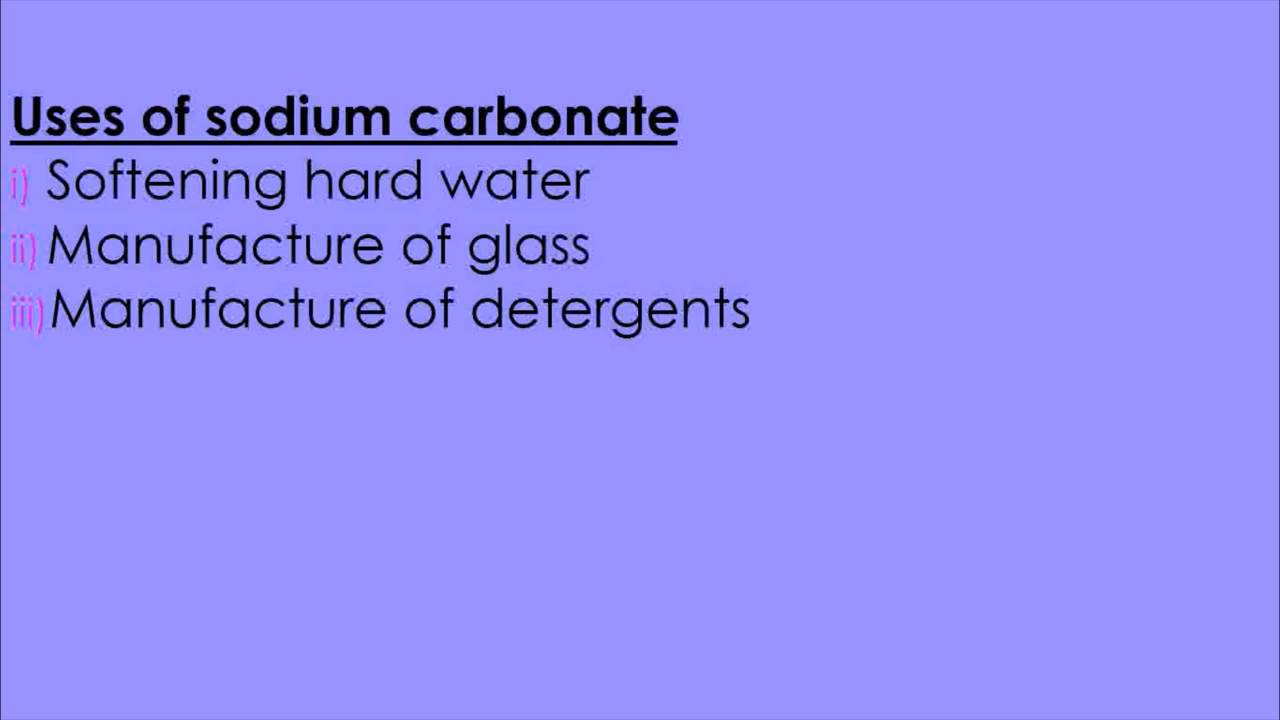 Uses of sodium carbonate
i) Softening hard water
ii) Manufacture of glass
iii) Manufacture of detergents